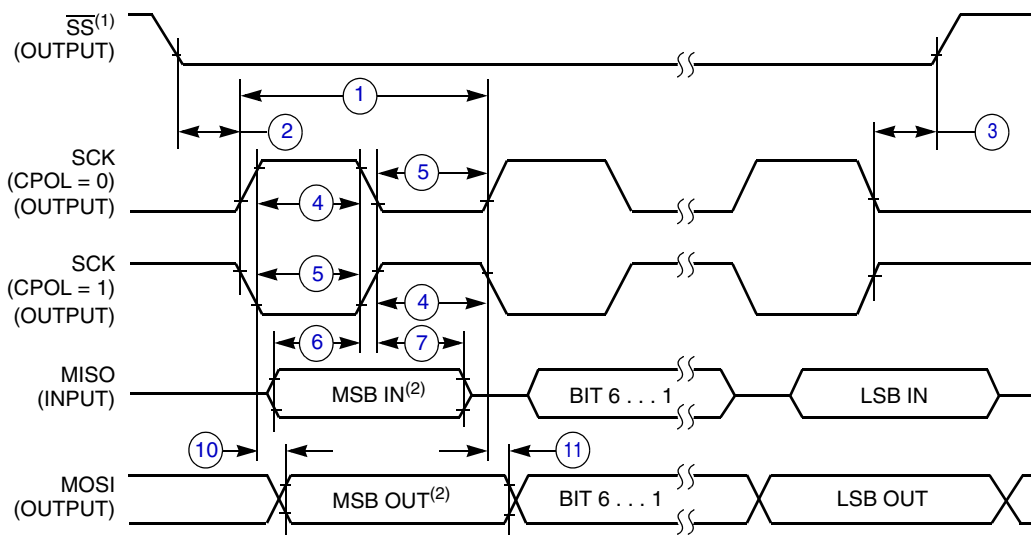 SS(1)
(OUTPUT)
1
2
3
SCK
(CPOL = 0)
(OUTPUT)
5
4
SCK
(CPOL = 1)
(OUTPUT)
5
4
6
7
MISO
(INPUT)
MSB IN(2)
BIT 6 . . . 1
LSB IN
10
11
MOSI
(OUTPUT)
MSB OUT(2)
BIT 6 . . . 1
LSB OUT